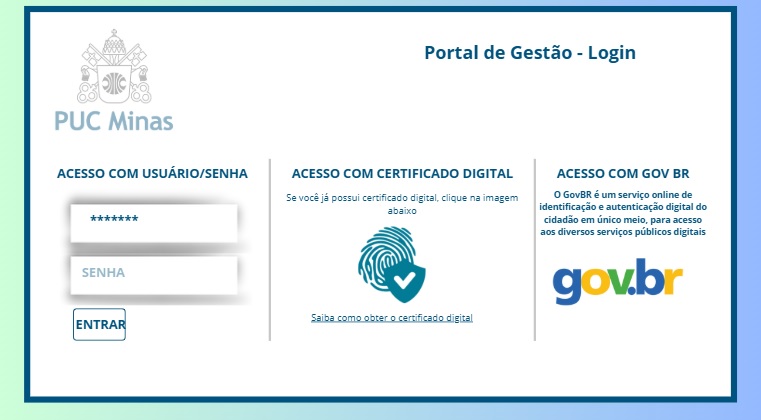 PUC Minas
Portal de Gestão - Login
ACESSO COM USUÁRIO/SENHA
*******
SENHA
ENTRAR
ACESSO COM CERTIFICADO DIGITAL
Se você já possui certificado digital, clique na imagem
abaixo
Saiba como obter o certificado digital
ACESSO COM GOV BR
O GovBR é um serviço online de
identificação e autenticação digital do
cidadão em único meio, para acesso
aos diversos serviços públicos digitais
gov.br